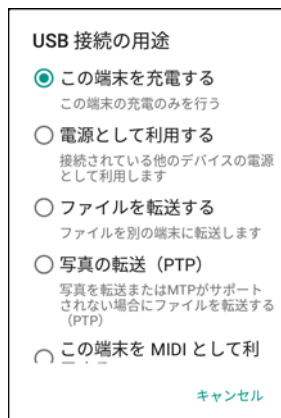 USB 接続の用途
この端末を充電する
この端末の充電のみを行う
電源として利用する
接続されている他のデバイスの電源
として利用します
ファイルを転送する
ファイルを別の端末に転送します
写真の転送（PTP）
写真を転送またはMTPがサポート
されない場合にファイルを転送する
（PTP）
この端末を MIDI として利
キャンセル